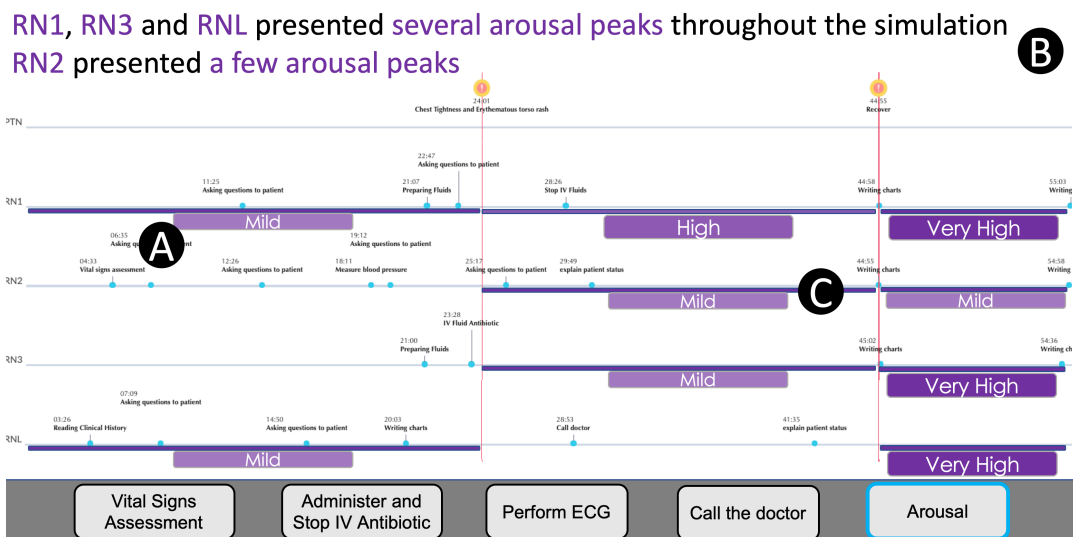 RN1, RN3 and RNL presented several arousal peaks throughout the simulation
RN2 presented a few arousal peaks
B
24:01
Chest Tightness and Erythematous torso rash
44:55
Recover
PTN
22:47
Asking questions to patient
11:25
Asking questions to patient
21:07
Preparing Fluids
28:26
Stop IV Fluids
44:58
Writing charts
55:03
Writing
RN1
Mild
High
Very High
A
06:35
Asking
19:12
Asking questions to patient
04:33
Vital signs assessment
12:26
Asking questions to patient
18:11
Measure blood pressure
25:17
Asking questions to patient
29:49
explain patient status
44:55
Writing charts
54:58
Writing
RN2
Mild
C
Mild
23:28
IV Fluid Antibiotic
21:00
Preparing Fluids
45:02
Writing charts
54:36
Writing ch
RN3
Mild
Very High
07:09
Asking questions to patient
03:26
Reading Clinical History
14:50
Asking questions to patient
20:03
Writing charts
28:53
Call doctor
41:35
explain patient status
RNL
Mild
Very High
Vital Signs
Assessment
Administer and
Stop IV Antibiotic
Perform ECG
Call the doctor
Arousal